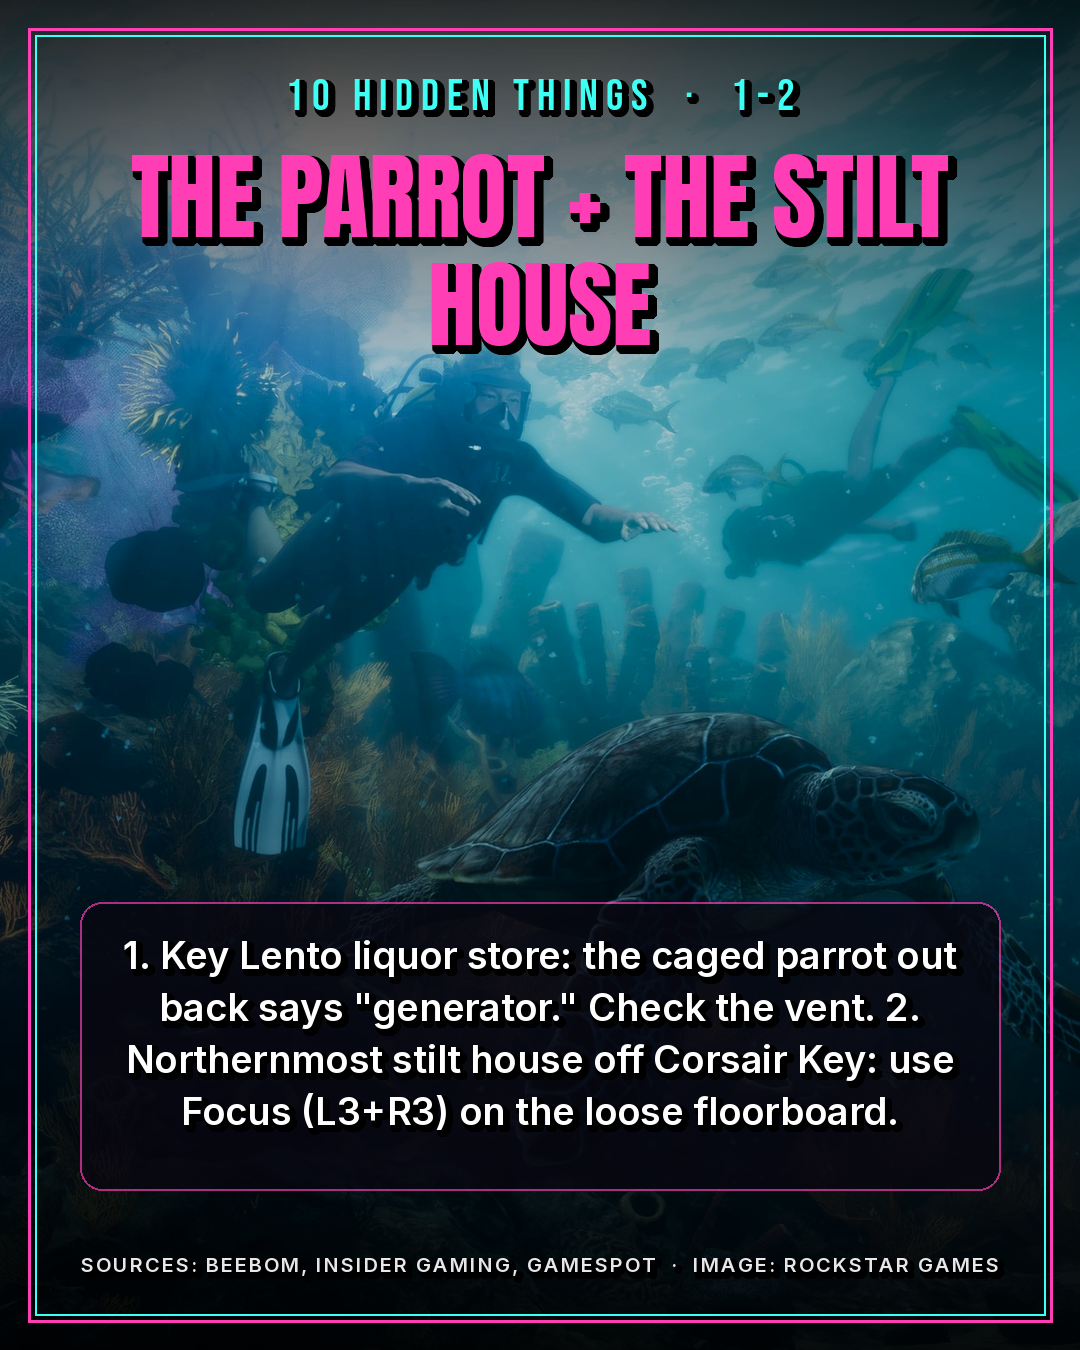 10 HIDDEN THINGS · 1-2
THE PARROT + THE STILT
HOUSE
1. Key Lento liquor store: the caged parrot out
back says "generator." Check the vent. 2.
Northernmost stilt house off Corsair Key: use
Focus (L3+R3) on the loose floorboard.
SOURCES: BEEBOM, INSIDER GAMING, GAMESPOT · IMAGE: ROCKSTAR GAMES